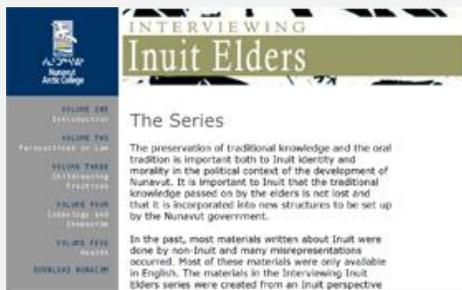 Nunavut
Arctic College
INTERVIEWING
Inuit Elders
VOLUME ONE
Introduction
VOLUME TWO
Perspectives on Law
VOLUME THREE
Childrearing
Practices
VOLUME FOUR
Cosmology and
Shamanism
VOLUME FIVE
Health
DOWNLOAD NUNACOM
The Series
The preservation of traditional knowledge and the oral
tradition is important both to Inuit identity and
morality in the political context of the development of
Nunavut. It is important to Inuit that the traditional
knowledge passed on by the elders is not lost and
that it is incorporated into new structures to be set up
by the Nunavut government.
In the past, most materials written about Inuit were
done by non-Inuit and many misrepresentations
occurred. Most of these materials were only available
in English. The materials in the Interviewing Inuit
Elders series were created from an Inuit perspective